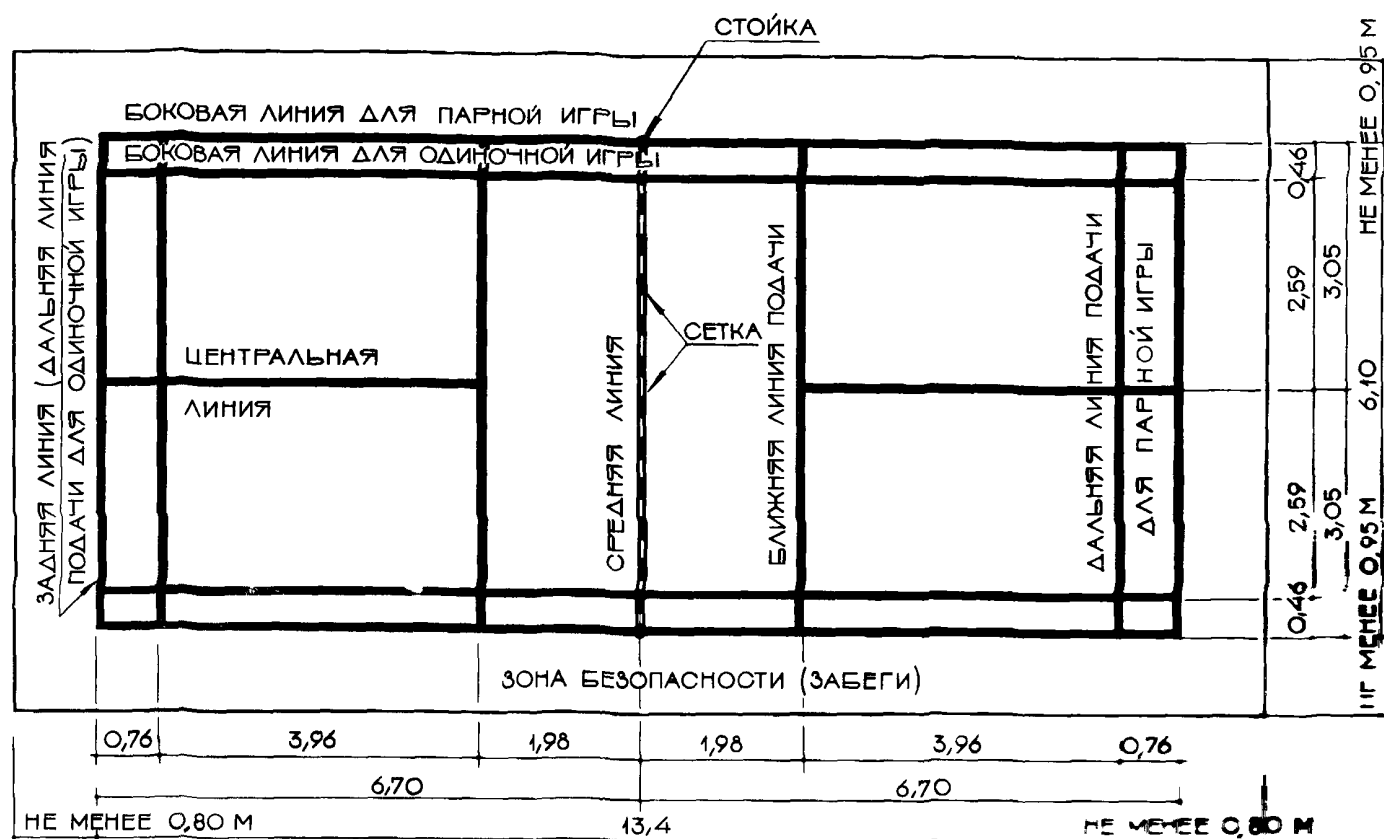 СТОЙКА
БОКОВАЯ ЛИНИЯ ДЛЯ ПАРНОЙ ИГРЫ
БОКОВАЯ ЛИНИЯ ДЛЯ ОДИНОЧНОЙ ИГРЫ
ЗАДНЯЯ ЛИНИЯ (ДАЛЬНЯЯ ЛИНИЯ
ПОДАЧИ ДЛЯ ОДИНОЧНОЙ ИГРЫ)
ЦЕНТРАЛЬНАЯ
ЛИНИЯ
СРЕДНЯЯ ЛИНИЯ
СЕТКА
БЛИЖНЯЯ ЛИНИЯ ПОДАЧИ
ДАЛЬНЯЯ ЛИНИЯ ПОДАЧИ
ДЛЯ ПАРНОЙ ИГРЫ
НЕ МЕНЕЕ 0,95 М
0,46
2,59
3,05
6,10
2,59
3,05
0,46
МЕНЕЕ 0,95 М
ЗОНА БЕЗОПАСНОСТИ (ЗАБЕГИ)
0,76
3,96
1,98
1,98
3,96
0,76
6,70
6,70
НЕ МЕНЕЕ 0,80 М
13,4
НЕ МЕНЕЕ 0,80 М